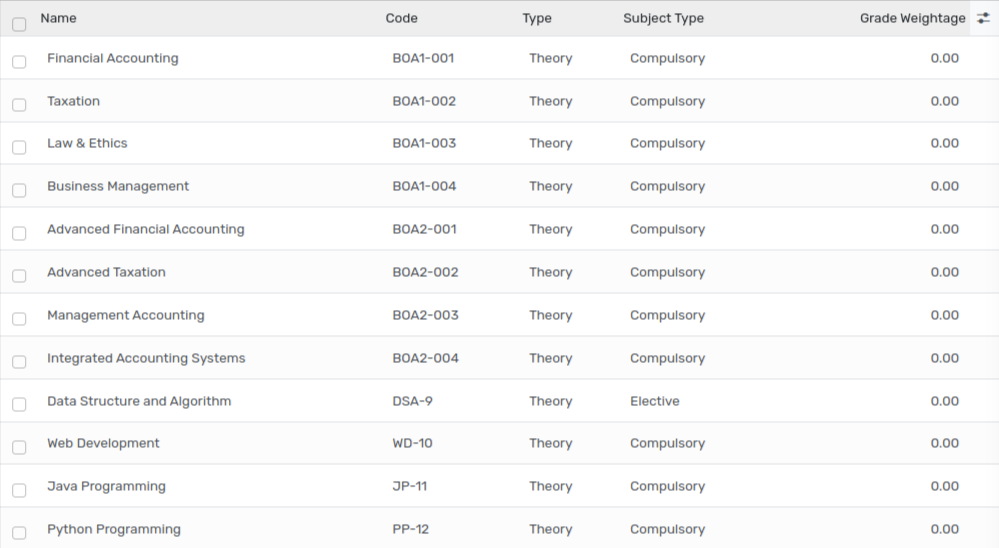 Name Code Type Subject Type Grade Weightage
Financial Accounting BOA1-001 Theory Compulsory 0.00
Taxation BOA1-002 Theory Compulsory 0.00
Law & Ethics BOA1-003 Theory Compulsory 0.00
Business Management BOA1-004 Theory Compulsory 0.00
Advanced Financial Accounting BOA2-001 Theory Compulsory 0.00
Advanced Taxation BOA2-002 Theory Compulsory 0.00
Management Accounting BOA2-003 Theory Compulsory 0.00
Integrated Accounting Systems BOA2-004 Theory Compulsory 0.00
Data Structure and Algorithm DSA-9 Theory Elective 0.00
Web Development WD-10 Theory Compulsory 0.00
Java Programming JP-11 Theory Compulsory 0.00
Python Programming PP-12 Theory Compulsory 0.00